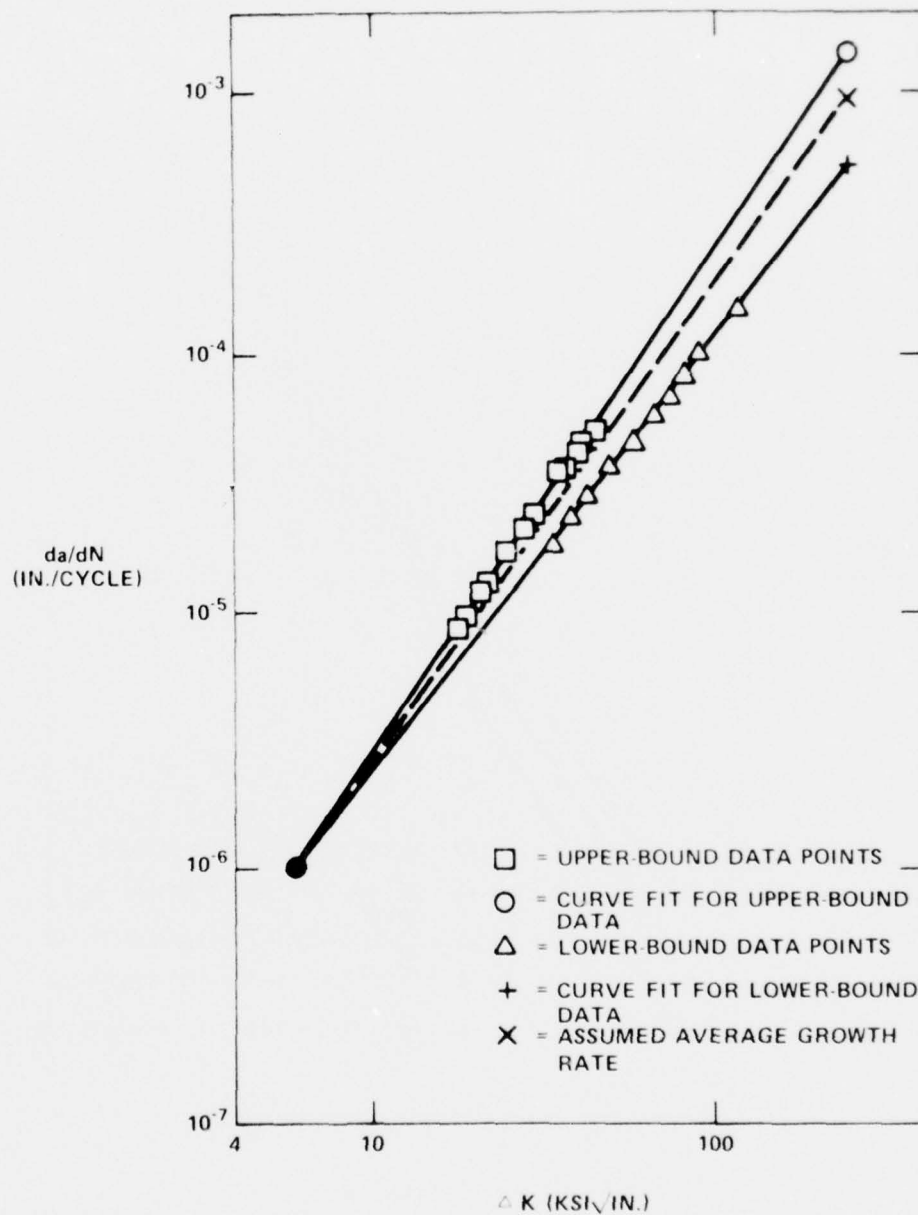 10^-3
10^-4
da/dN
(IN./CYCLE)
10^-5
10^-6
□ = UPPER-BOUND DATA POINTS
○ = CURVE FIT FOR UPPER-BOUND
DATA
△ = LOWER-BOUND DATA POINTS
+ = CURVE FIT FOR LOWER-BOUND
DATA
× = ASSUMED AVERAGE GROWTH
RATE
10^-7
4 10 100
△ K (KSI√IN.)